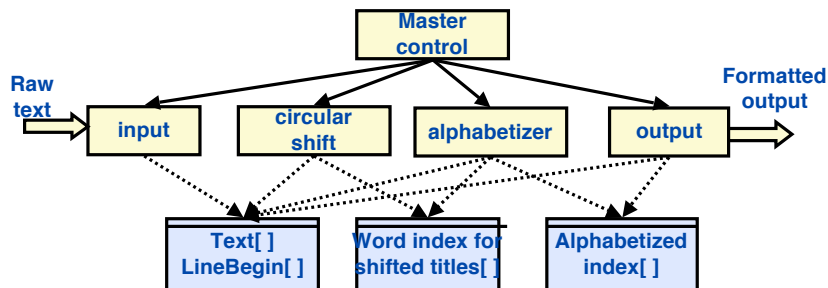 Master
control
Raw
text
Formatted
output
input
circular
shift
alphabetizer
output
Text[ ]
LineBegin[ ]
Word index for
shifted titles[ ]
Alphabetized
index[ ]